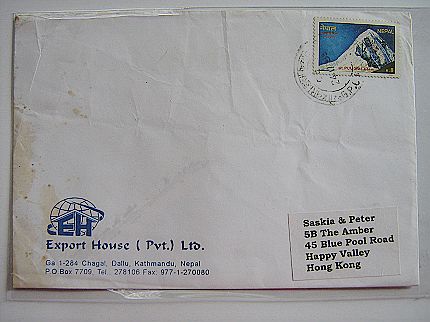 नेपाल
NEPAL
EH
Export House ( Pvt.) Ltd.
Ga 1-284 Chagal, Dallu, Kathmandu, Nepal
P.O Box 7709, Tel. 278106 Fax. 977-1-270080
Saskia & Peter
5B The Amber
45 Blue Pool Road
Happy Valley
Hong Kong